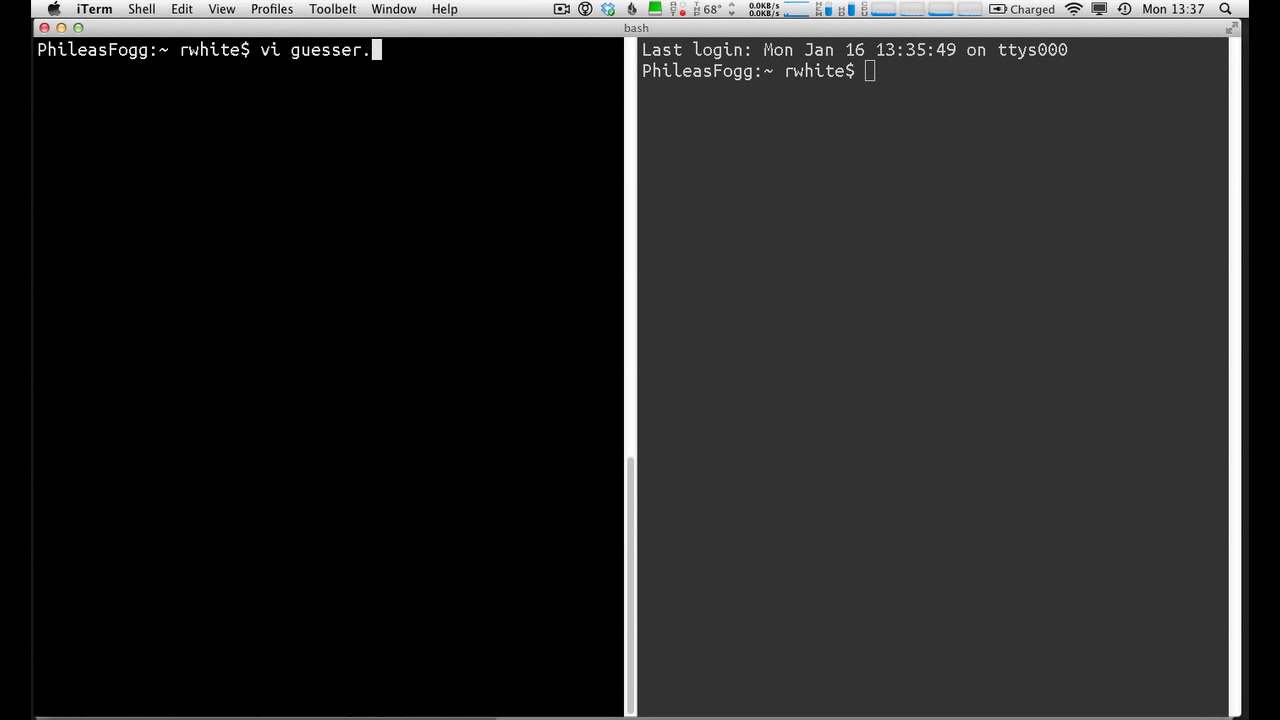 iTerm Shell Edit View Profiles Toolbelt Window Help 68° 0.0KB/s 0.0KB/s Charged Mon 13:37
bash
PhileasFogg:~ rwhite$ vi guesser.
Last login: Mon Jan 16 13:35:49 on ttys000
PhileasFogg:~ rwhite$